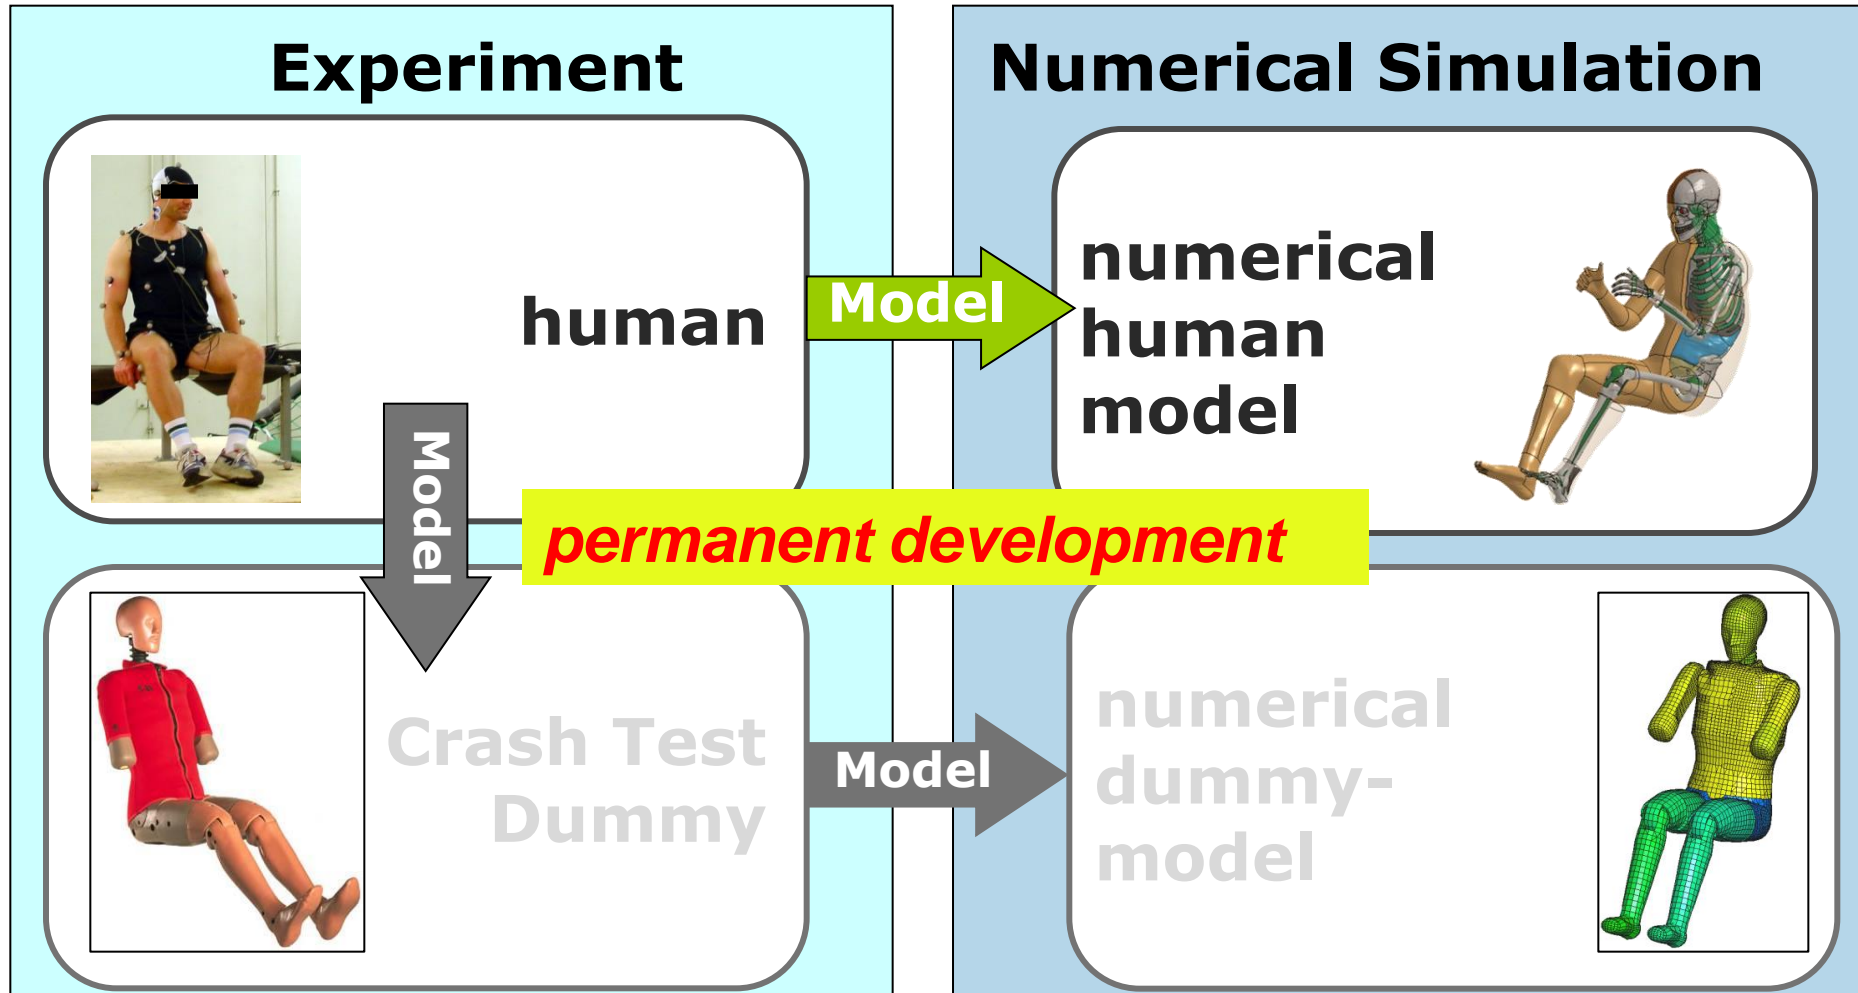 Experiment
Numerical Simulation
human
Model
numerical
human
model
Model
permanent development
Crash Test
Dummy
Model
numerical
dummy-
model